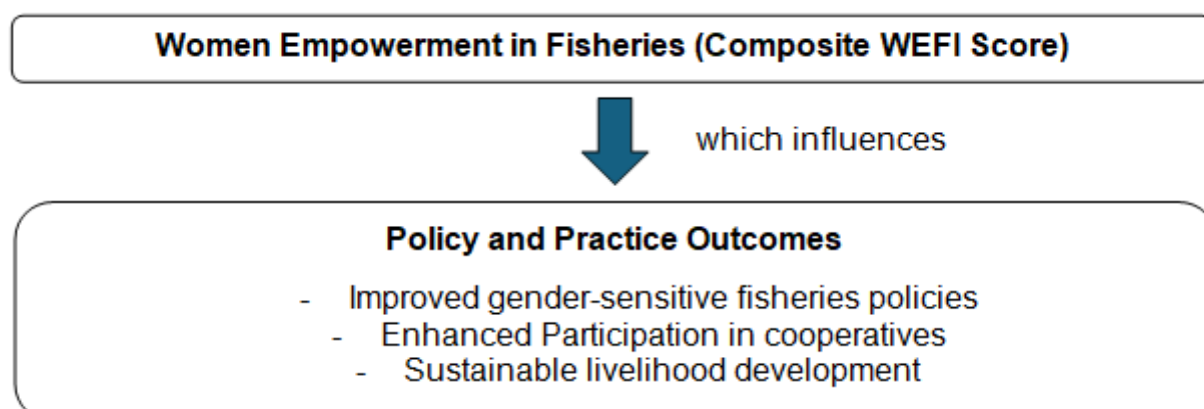 Women Empowerment in Fisheries (Composite WEFI Score)
which influences
Policy and Practice Outcomes
- Improved gender-sensitive fisheries policies
- Enhanced Participation in cooperatives
- Sustainable livelihood development